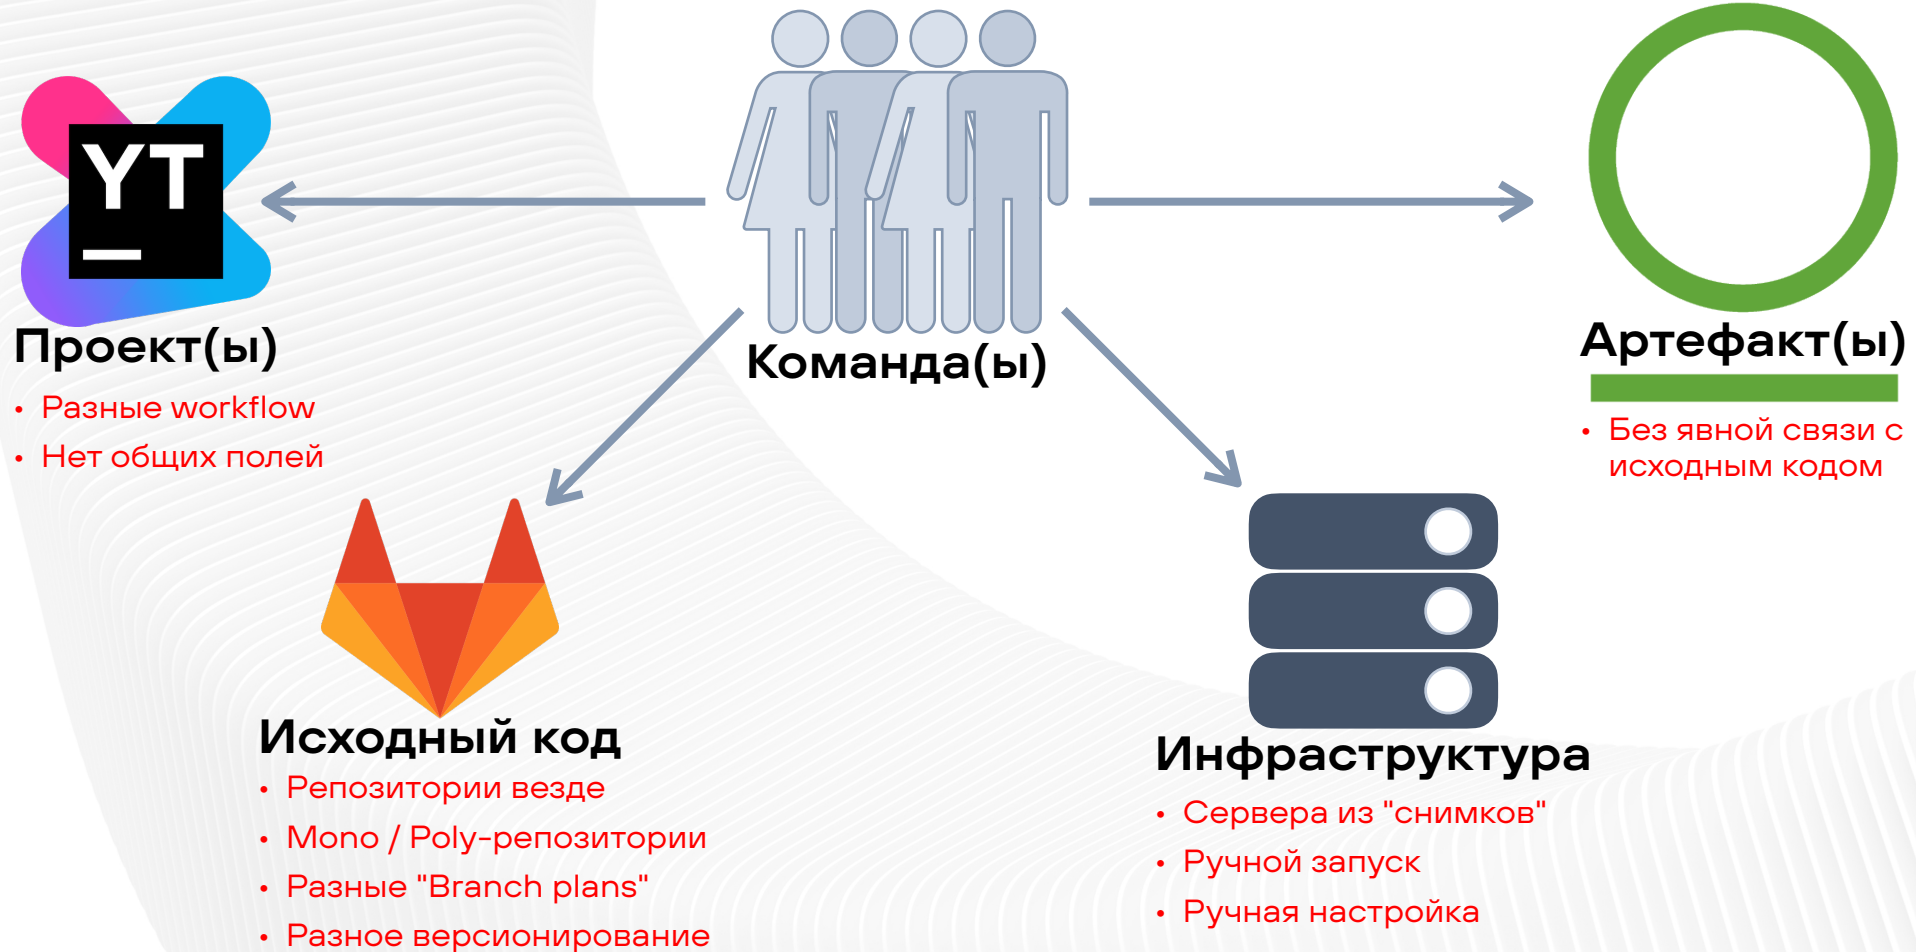 YT
Проект(ы)
• Разные workflow
• Нет общих полей
Команда(ы)
Артефакт(ы)
• Без явной связи с
исходным кодом
Исходный код
• Репозитории везде
• Mono / Poly-репозитории
• Разные "Branch plans"
• Разное версионирование
Инфраструктура
• Сервера из "снимков"
• Ручной запуск
• Ручная настройка